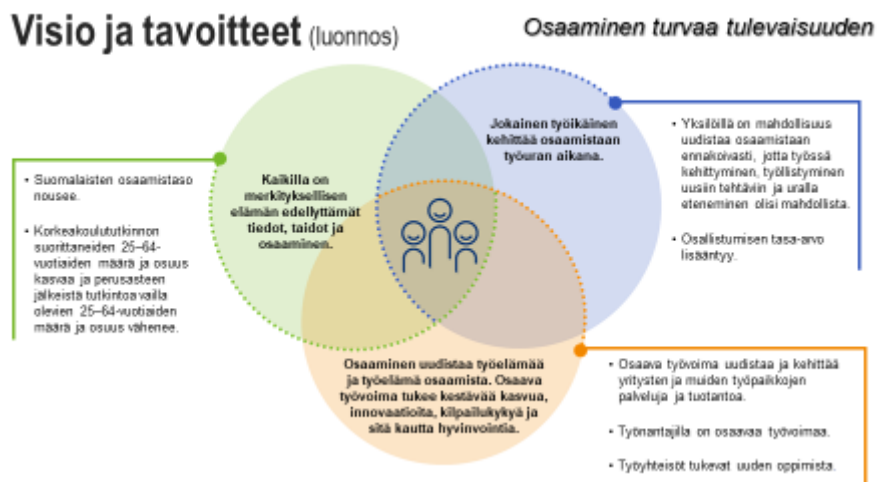 Visio ja tavoitteet (luonnos)
Osaaminen turvaa tulevaisuuden
Jokainen työikäinen
kehittää osaamistaan
työuran aikana.
• Yksilöillä on mahdollisuus
uudistaa osaamistaan
ennakoivasti, jotta työssä
kehittyminen, työllistyminen
uusiin tehtäviin ja uralla
eteneminen olisi mahdollista.
• Osallistumisen tasa-arvo
lisääntyy.
Kaikilla on
merkityksellisen
elämän edellyttämät
tiedot, taidot ja
osaaminen.
• Suomalaisten osaamistaso
nousee.
• Korkeakoulututkinnon
suorittaneiden 25–64-
vuotiaiden määrä ja osuus
kasvaa ja perusasteen
jälkeistä tutkintoa vailla
olevien 25–64-vuotiaiden
määrä ja osuus vähenee.
Osaaminen uudistaa työelämää
ja työelämä osaamista. Osaava
työvoima tukee kestävää kasvua,
innovaatioita, kilpailukykyä ja
sitä kautta hyvinvointia.
• Osaava työvoima uudistaa ja kehittää
yritysten ja muiden työpaikkojen
palveluja ja tuotantoa.
• Työnantajilla on osaavaa työvoimaa.
• Työyhteisöt tukevat uuden oppimista.